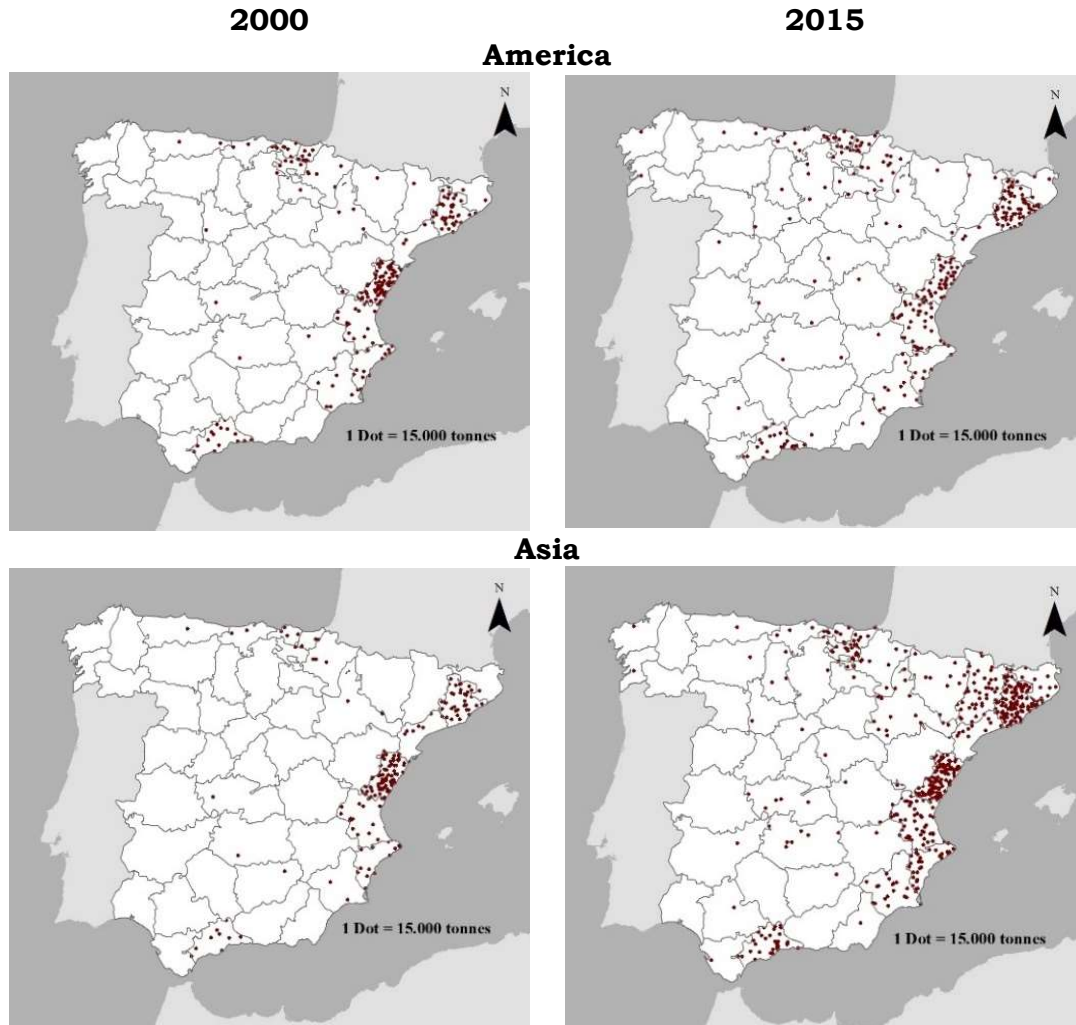 2000 2015
America
N N
1 Dot = 15.000 tonnes 1 Dot = 15.000 tonnes
Asia
N N
1 Dot = 15.000 tonnes 1 Dot = 15.000 tonnes